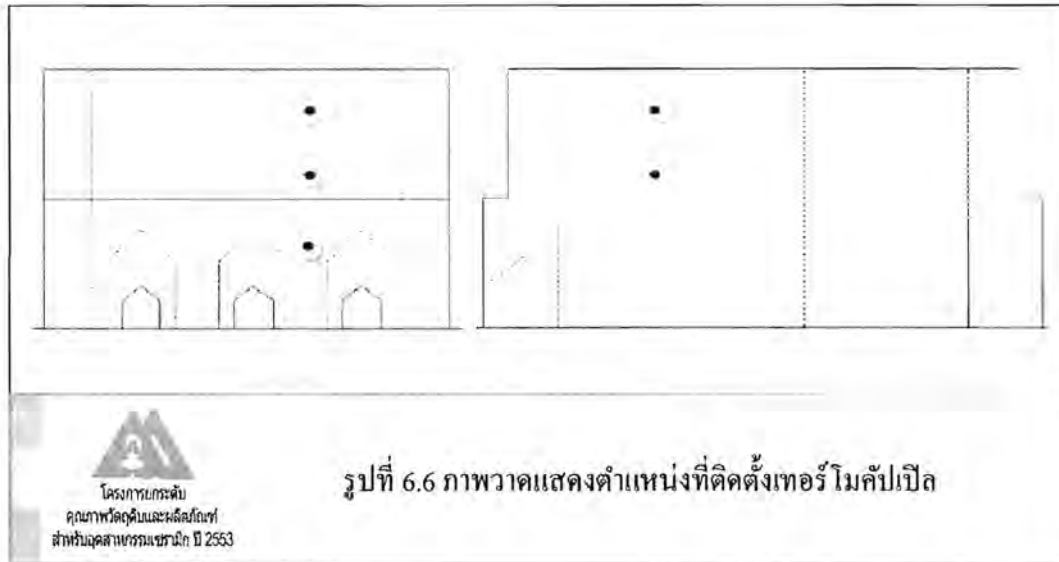 รูปที่ 6.6 ภาพวาดแสดงตำแหน่งที่ติดตั้งเทอร์โมคัปเปิล
โครงการยกระดับ
คุณภาพวัตถุดิบและผลิตภัณฑ์
สำหรับอุตสาหกรรมเซรามิก ปี 2553